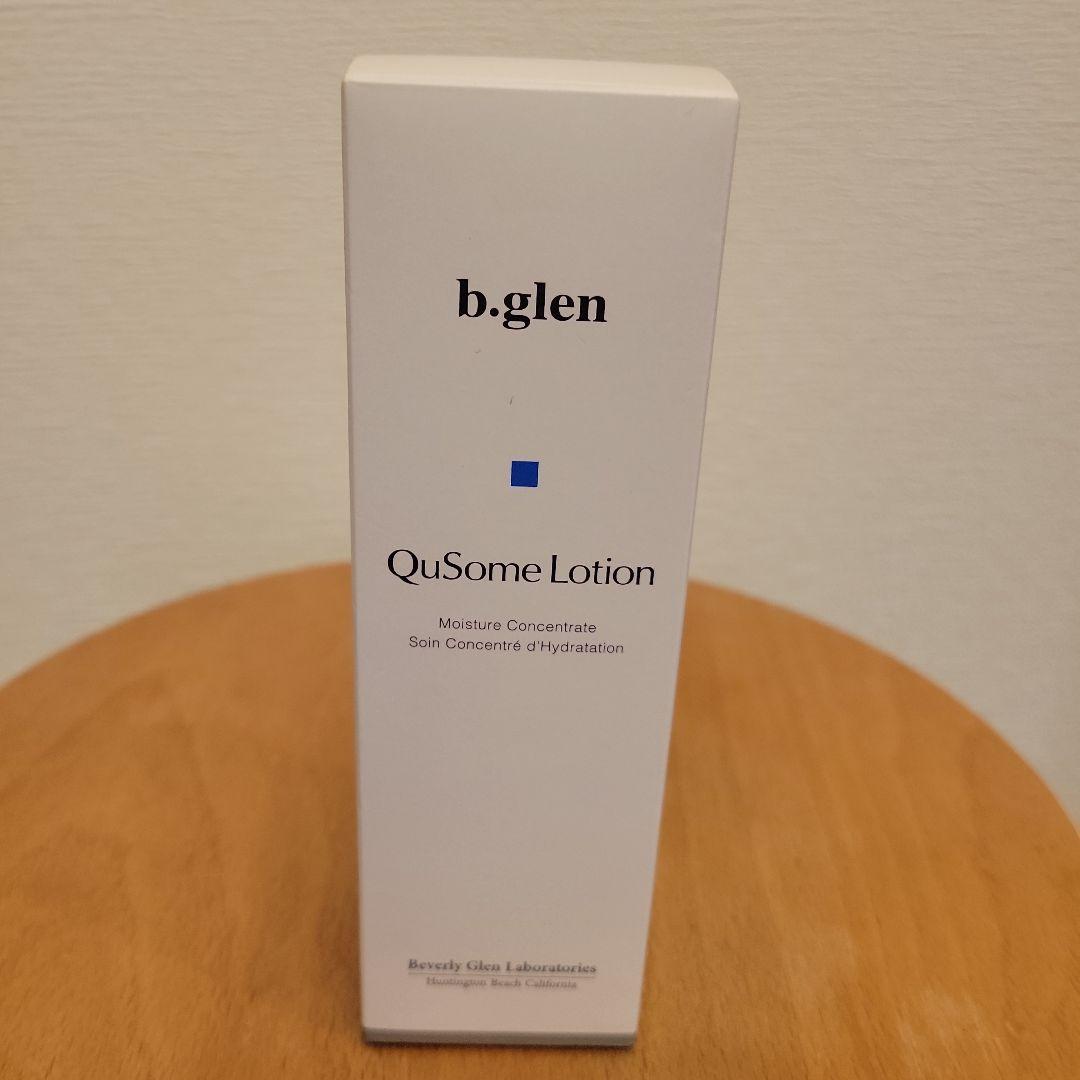 b.glen
QuSome Lotion
Moisture Concentrate
Soin Concentré d'Hydratation
Beverly Glen Laboratories
Huntington Beach California